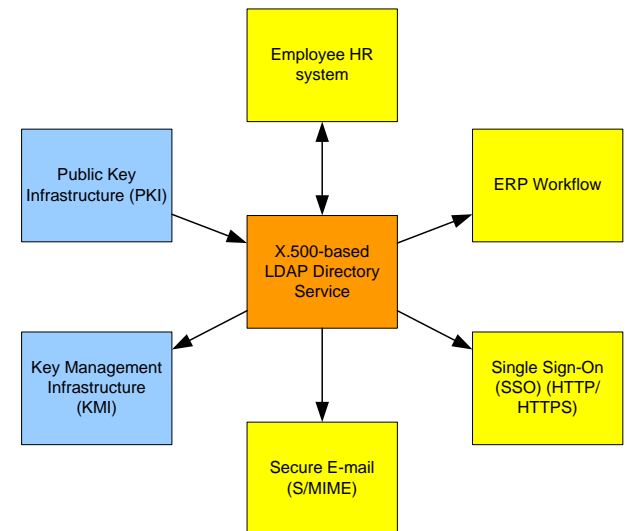 Employee HR
system
Public Key
Infrastructure (PKI)
ERP Workflow
X.500-based
LDAP Directory
Service
Key Management
Infrastructure
(KMI)
Single Sign-On
(SSO) (HTTP/
HTTPS)
Secure E-mail
(S/MIME)